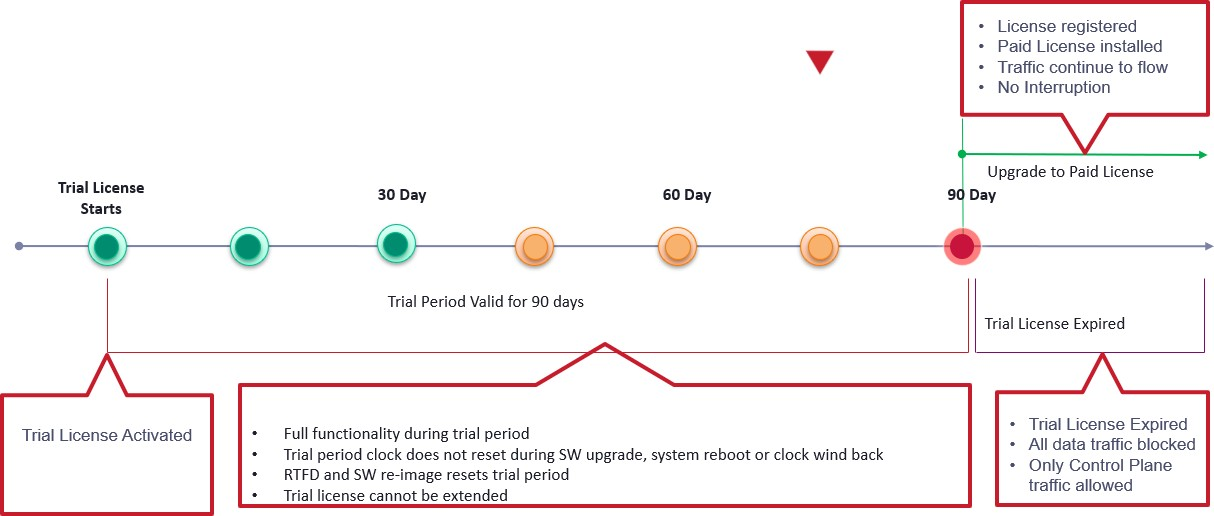 • License registered
• Paid License installed
• Traffic continue to flow
• No Interruption
Upgrade to Paid License
Trial License
Starts
30 Day
60 Day
90 Day
Trial Period Valid for 90 days
Trial License Expired
Trial License Activated
• Full functionality during trial period
• Trial period clock does not reset during SW upgrade, system reboot or clock wind back
• RTFD and SW re-image resets trial period
• Trial license cannot be extended
• Trial License Expired
• All data traffic blocked
• Only Control Plane
traffic allowed